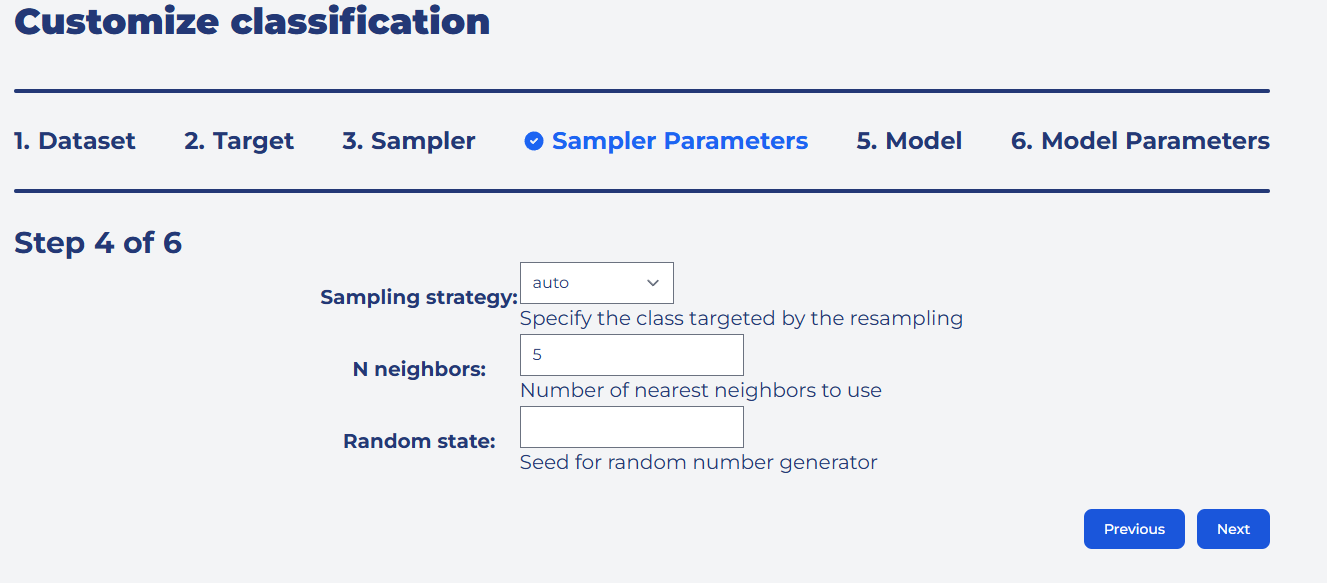 Customize classification
1. Dataset 2. Target 3. Sampler Sampler Parameters 5. Model 6. Model Parameters
Step 4 of 6
Sampling strategy: auto
Specify the class targeted by the resampling
N neighbors: 5
Number of nearest neighbors to use
Random state:
Seed for random number generator
Previous Next